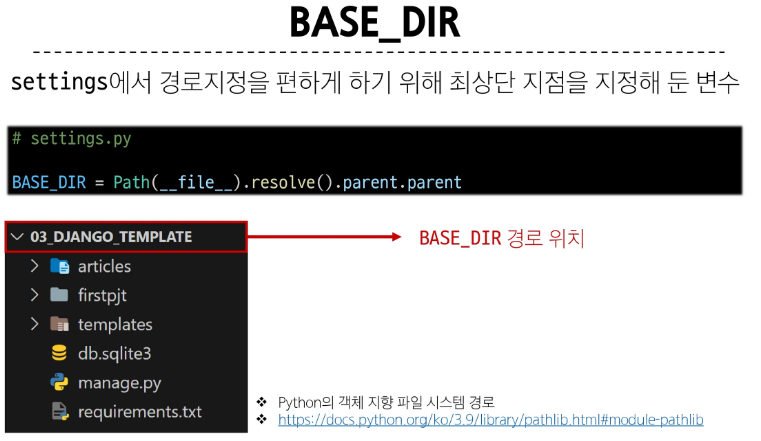 BASE_DIR
settings에서 경로지정을 편하게 하기 위해 최상단 지점을 지정해 둔 변수
# settings.py
BASE_DIR = Path(__file__).resolve().parent.parent
03_DJANGO_TEMPLATE
BASE_DIR 경로 위치
articles
firstpjt
templates
db.sqlite3
manage.py
requirements.txt
❖ Python의 객체 지향 파일 시스템 경로
❖ https://docs.python.org/ko/3.9/library/pathlib.html#module-pathlib